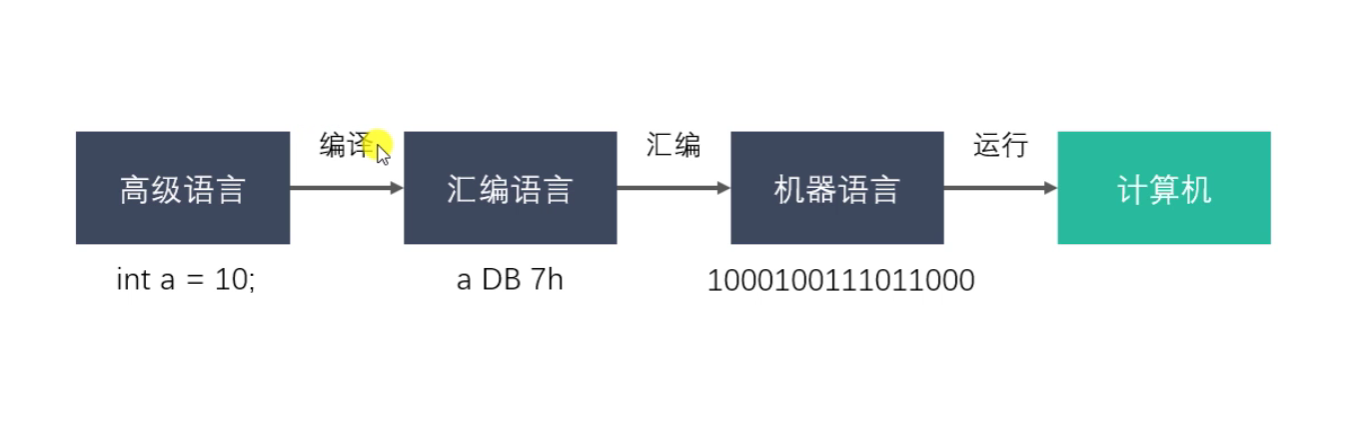 编译
汇编
运行
高级语言
汇编语言
机器语言
计算机
int a = 10;
a DB 7h
1000100111011000